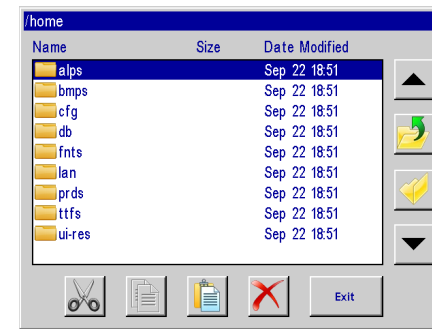 /home
Name Size Date Modified
alps Sep 22 18:51
bmps Sep 22 18:51
cfg Sep 22 18:51
db Sep 22 18:51
fnts Sep 22 18:51
lan Sep 22 18:51
prds Sep 22 18:51
ttfs Sep 22 18:51
ui-res Sep 22 18:51
Exit